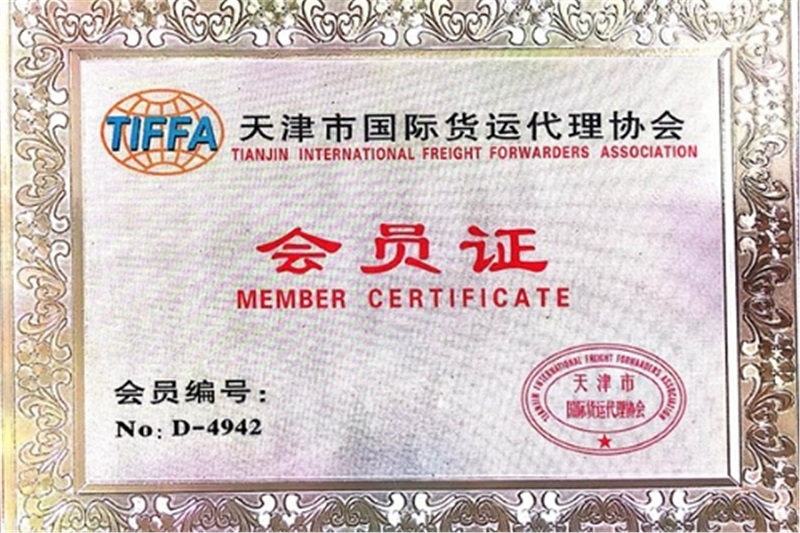 TIFFA
天津市国际货运代理协会
TIANJIN INTERNATIONAL FREIGHT FORWARDERS ASSOCIATION
会员证
MEMBER CERTIFICATE
会员编号：
No: D-4942
TIANJIN INTERNATIONAL FREIGHT FORWARDERS ASSOCIATION
天津市
国际货运代理协会